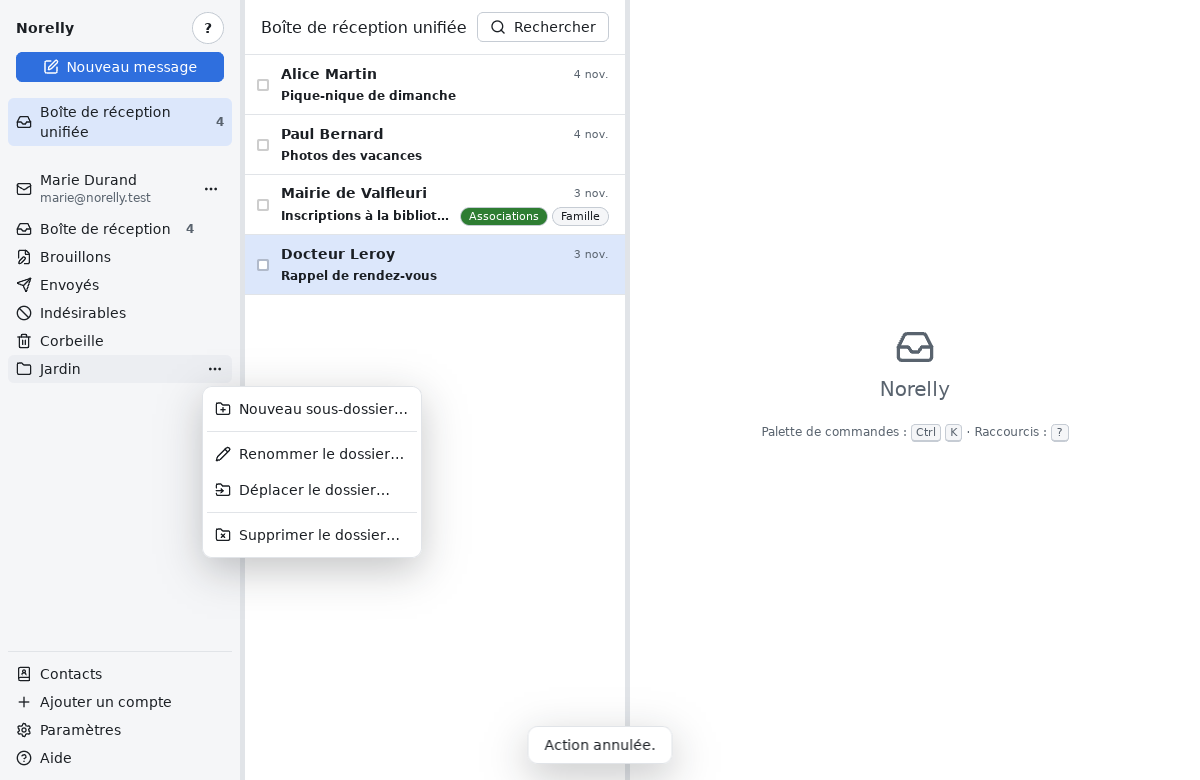 Norelly
?
Nouveau message
Boîte de réception
unifiée
4
Marie Durand
marie@norelly.test
Boîte de réception 4
Brouillons
Envoyés
Indésirables
Corbeille
Jardin
Nouveau sous-dossier…
Renommer le dossier…
Déplacer le dossier…
Supprimer le dossier…
Contacts
Ajouter un compte
Paramètres
Aide
Boîte de réception unifiée
Rechercher
Alice Martin 4 nov.
Pique-nique de dimanche
Paul Bernard 4 nov.
Photos des vacances
Mairie de Valfleuri 3 nov.
Inscriptions à la bibliot… Associations Famille
Docteur Leroy 3 nov.
Rappel de rendez-vous
Norelly
Palette de commandes : Ctrl K · Raccourcis : ?
Action annulée.